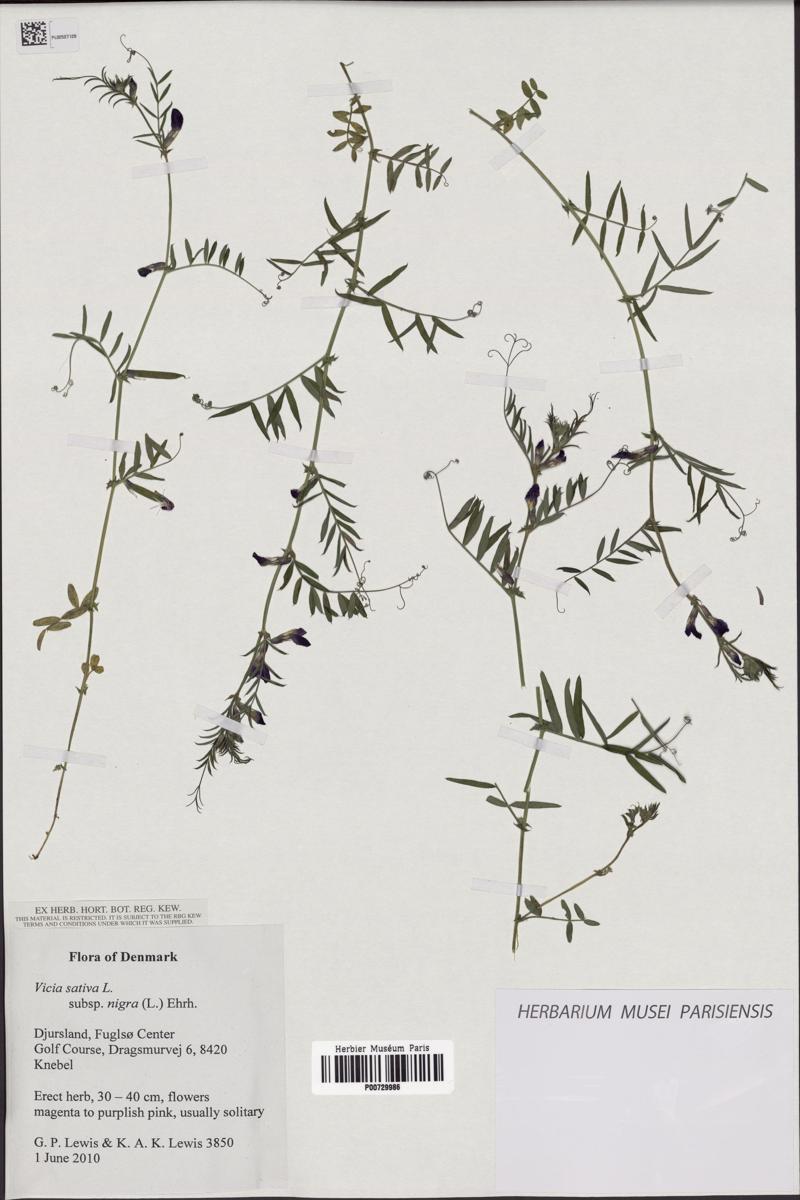 PL00527109
EX HERB. HORT. BOT. REG. KEW.
THIS MATERIAL IS RESTRICTED. IT IS SUBJECT TO THE RBG KEW
TERMS AND CONDITIONS UNDER WHICH IT WAS SUPPLIED.
Flora of Denmark
Vicia sativa L.
subsp. nigra (L.) Ehrh.
Djursland, Fuglsø Center
Golf Course, Dragsmurvej 6, 8420
Knebel
Erect herb, 30 – 40 cm, flowers
magenta to purplish pink, usually solitary
G. P. Lewis & K. A. K. Lewis 3850
1 June 2010
Herbier Muséum Paris
P00729986
HERBARIUM MUSEI PARISIENSIS